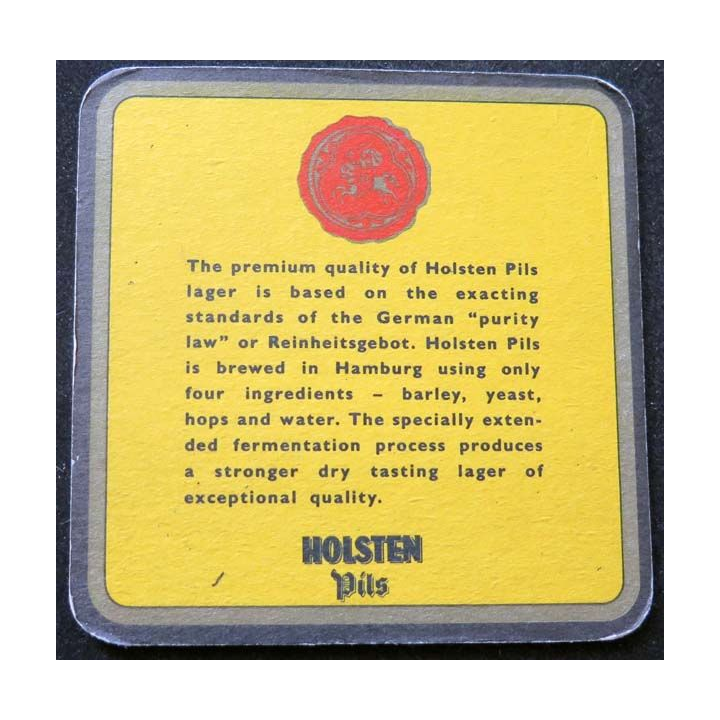 The premium quality of Holsten Pils
lager is based on the exacting
standards of the German “purity
law” or Reinheitsgebot. Holsten Pils
is brewed in Hamburg using only
four ingredients – barley, yeast,
hops and water. The specially exten-
ded fermentation process produces
a stronger dry tasting lager of
exceptional quality.
HOLSTEN
Pils